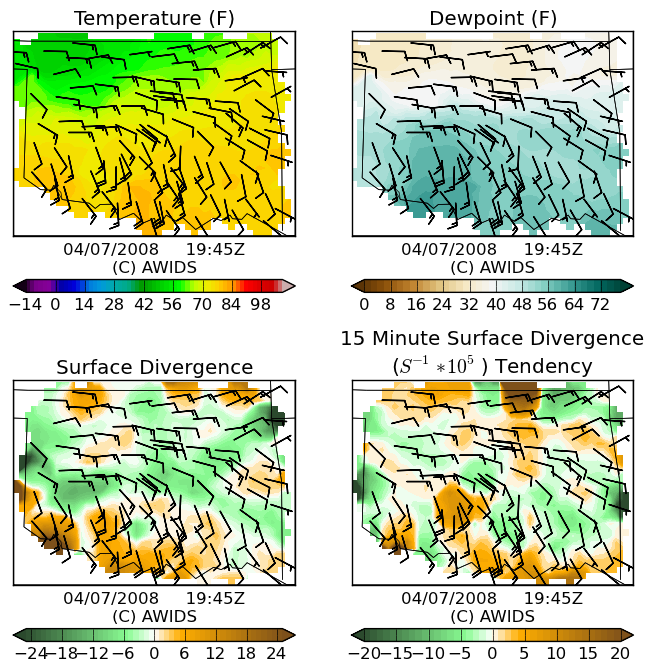 Temperature (F)
Dewpoint (F)
04/07/2008 19:45Z
(C) AWIDS
04/07/2008 19:45Z
(C) AWIDS
−14 0 14 28 42 56 70 84 98
0 8 16 24 32 40 48 56 64 72
Surface Divergence
15 Minute Surface Divergence
(S⁻¹ *10⁵ ) Tendency
04/07/2008 19:45Z
(C) AWIDS
04/07/2008 19:45Z
(C) AWIDS
−24 −18 −12 −6 0 6 12 18 24
−20 −15 −10 −5 0 5 10 15 20